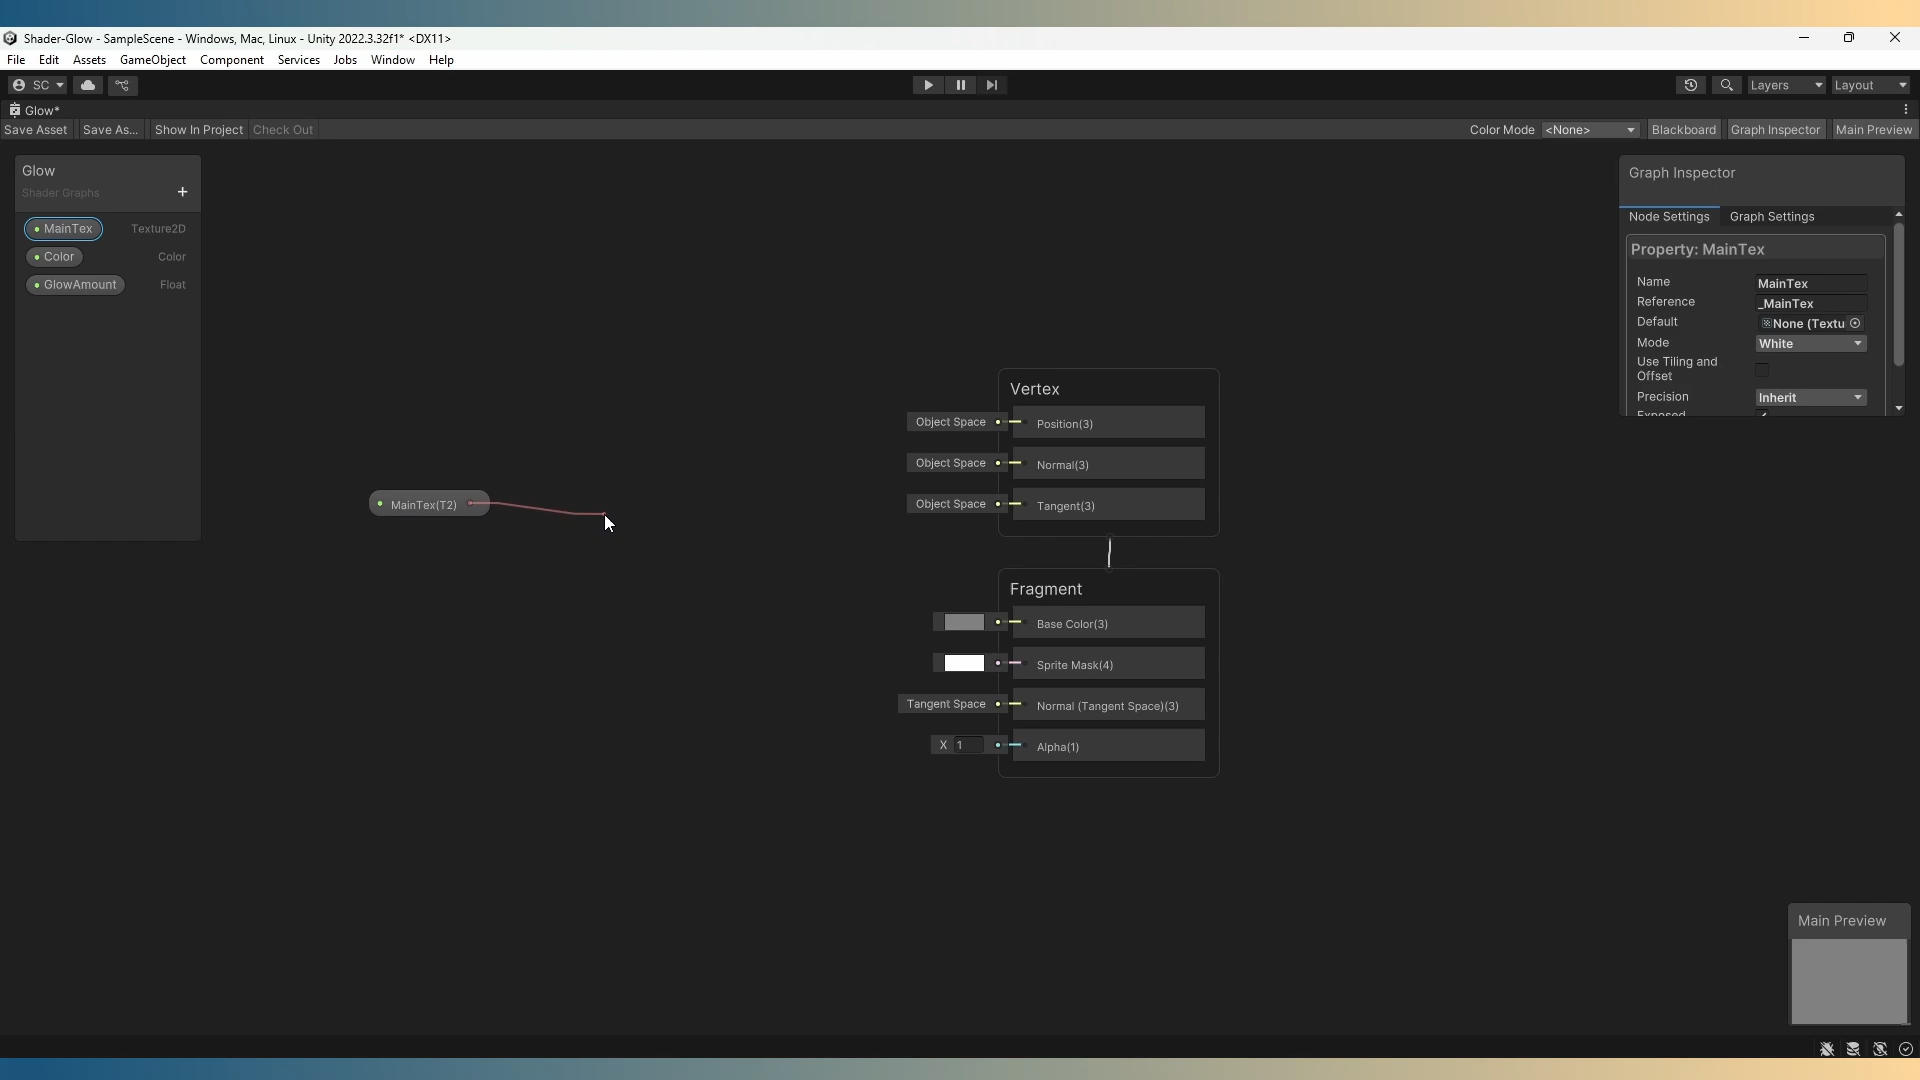 Shader-Glow - SampleScene - Windows, Mac, Linux - Unity 2022.3.32f1* <DX11>
File Edit Assets GameObject Component Services Jobs Window Help
SC Layers Layout
Glow*
Save Asset Save As... Show In Project Check Out Color Mode <None> Blackboard Graph Inspector Main Preview
Glow
Shader Graphs +
MainTex Texture2D
Color Color
GlowAmount Float
Graph Inspector
Node Settings Graph Settings
Property: MainTex
Name MainTex
Reference _MainTex
Default None (Textu
Mode White
Use Tiling and
Offset
Precision Inherit
Exposed
MainTex(T2)
Vertex
Object Space Position(3)
Object Space Normal(3)
Object Space Tangent(3)
Fragment
Base Color(3)
Sprite Mask(4)
Tangent Space Normal (Tangent Space)(3)
X 1 Alpha(1)
Main Preview